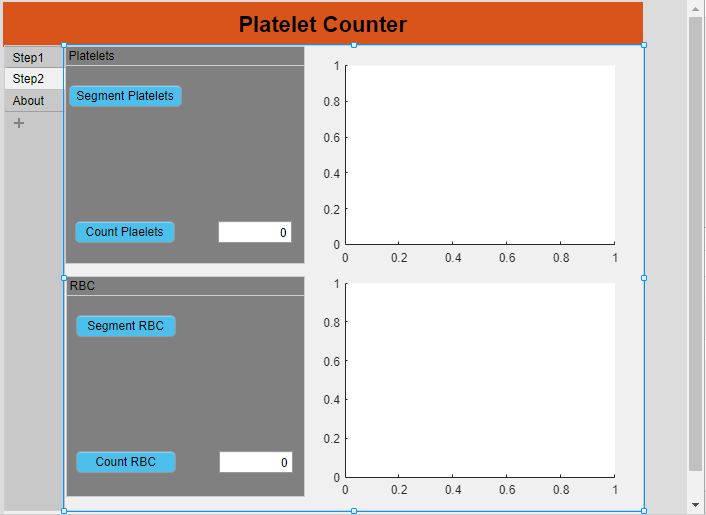 Platelet Counter
Step1
Step2
About
+
Platelets
Segment Platelets
Count Plaelets
0
1
0.8
0.6
0.4
0.2
0
0 0.2 0.4 0.6 0.8 1
RBC
Segment RBC
Count RBC
0
1
0.8
0.6
0.4
0.2
0
0 0.2 0.4 0.6 0.8 1